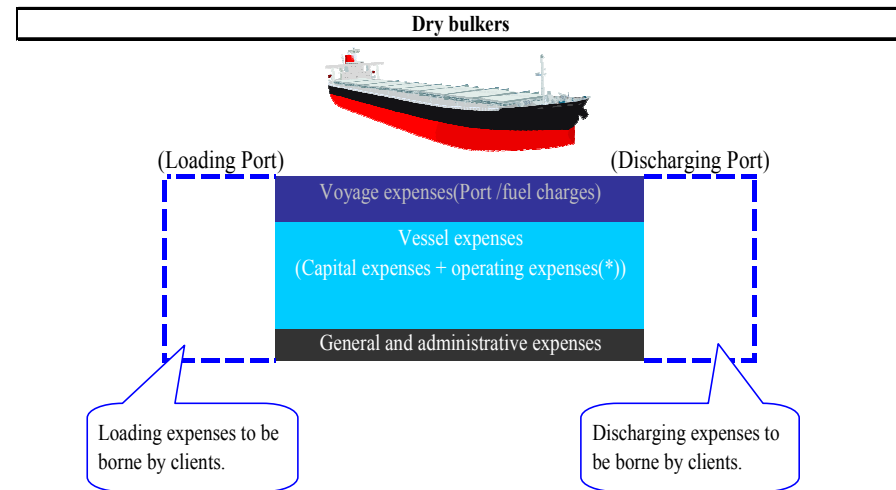 Dry bulkers
(Loading Port)
(Discharging Port)
Voyage expenses(Port /fuel charges)
Vessel expenses
(Capital expenses + operating expenses(*))
General and administrative expenses
Loading expenses to be
borne by clients.
Discharging expenses to
be borne by clients.